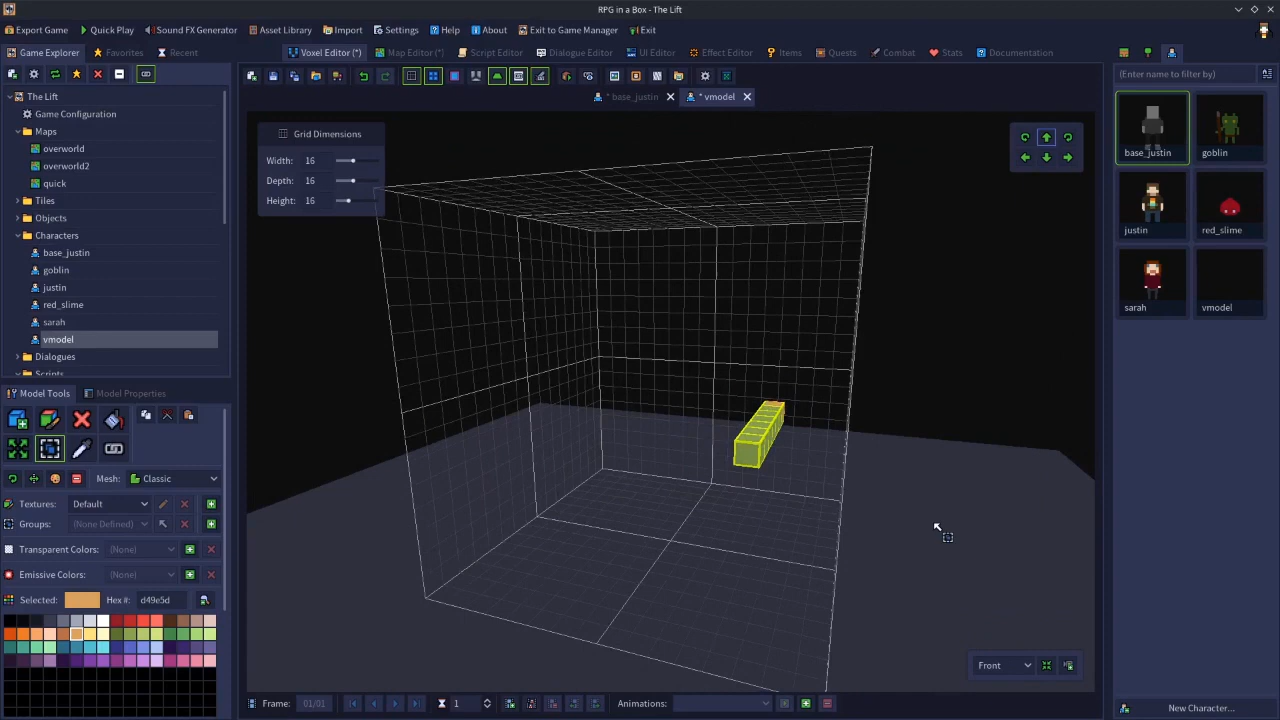 RPG in a Box - The Lift
Export Game
Quick Play
Sound FX Generator
Asset Library
Import
Settings
Help
About
Exit to Game Manager
Exit
Game Explorer
Favorites
Recent
Voxel Editor (*)
Map Editor (*)
Script Editor
Dialogue Editor
UI Editor
Effect Editor
Items
Quests
Combat
Stats
Documentation
(Enter name to filter by)
* base_justin
* vmodel
The Lift
Game Configuration
Maps
overworld
overworld2
quick
Tiles
Objects
Characters
base_justin
goblin
justin
red_slime
sarah
vmodel
Dialogues
Scripts
Grid Dimensions
Width: 16
Depth: 16
Height: 16
base_justin
goblin
justin
red_slime
sarah
vmodel
Model Tools
Model Properties
Mesh: Classic
Textures: Default
Groups: (None Defined)
Transparent Colors: (None)
Emissive Colors: (None)
Selected: Hex #: d49e5d
Front
Frame: 01/01
1
Animations:
New Character...